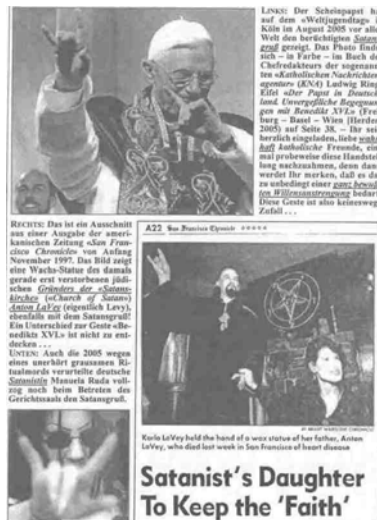 LINKS: Der Scheinpapst
auf dem «Weltjugendtag»
Köln im August 2005 vor
Welt den berüchtigten Satans-
gruß gezeigt. Das Photo
sich – in Farbe – im Buch
Chefredakteurs der sogenann-
ten «Katholischen Nachrichten-
agentur» (KNA) Ludwig Ring-
Eifel «Der Papst in Deutsch-
land. Unvergeßliche Begegnun-
gen mit Benedikt XVI.» (Frei-
burg – Basel – Wien [Herder]
2005) auf Seite 38. – Ihr
herzlich eingeladen, liebe wahr-
haft katholische Freunde, ein-
mal probeweise diese Handstel-
lung nachzuahmen, denn dann
werdet Ihr merken, daß es
zu unbedingt einer ganz bewuß-
ten Willensanstrengung bedarf.
Diese Geste ist also keineswegs
Zufall . . .
RECHTS: Das ist ein Ausschnitt
aus einer Ausgabe der ameri-
kanischen Zeitung «San Fran-
cisco Chronicle» von Anfang
November 1997. Das Bild zeigt
eine Wachs-Statue des damals
gerade erst verstorbenen jüdi-
schen Gründers der «Satans-
kirche» («Church of Satan»)
Anton LaVey (eigentlich Levy),
ebenfalls mit dem Satansgruß!
Ein Unterschied zur Geste «Be-
nedikts XVI.» ist nicht zu ent-
decken . . .
UNTEN: Auch die 2005 wegen
eines unerhört grausamen Ri-
tualmords verurteilte deutsche
Satanistin Manuela Ruda voll-
zog noch beim Betreten des
Gerichtssaals den Satansgruß.
A22 San Francisco Chronicle
Karla LaVey held the hand of a wax statue of her father, Anton
LaVey, who died last week in San Francisco of heart disease
Satanist's Daughter
To Keep the 'Faith'